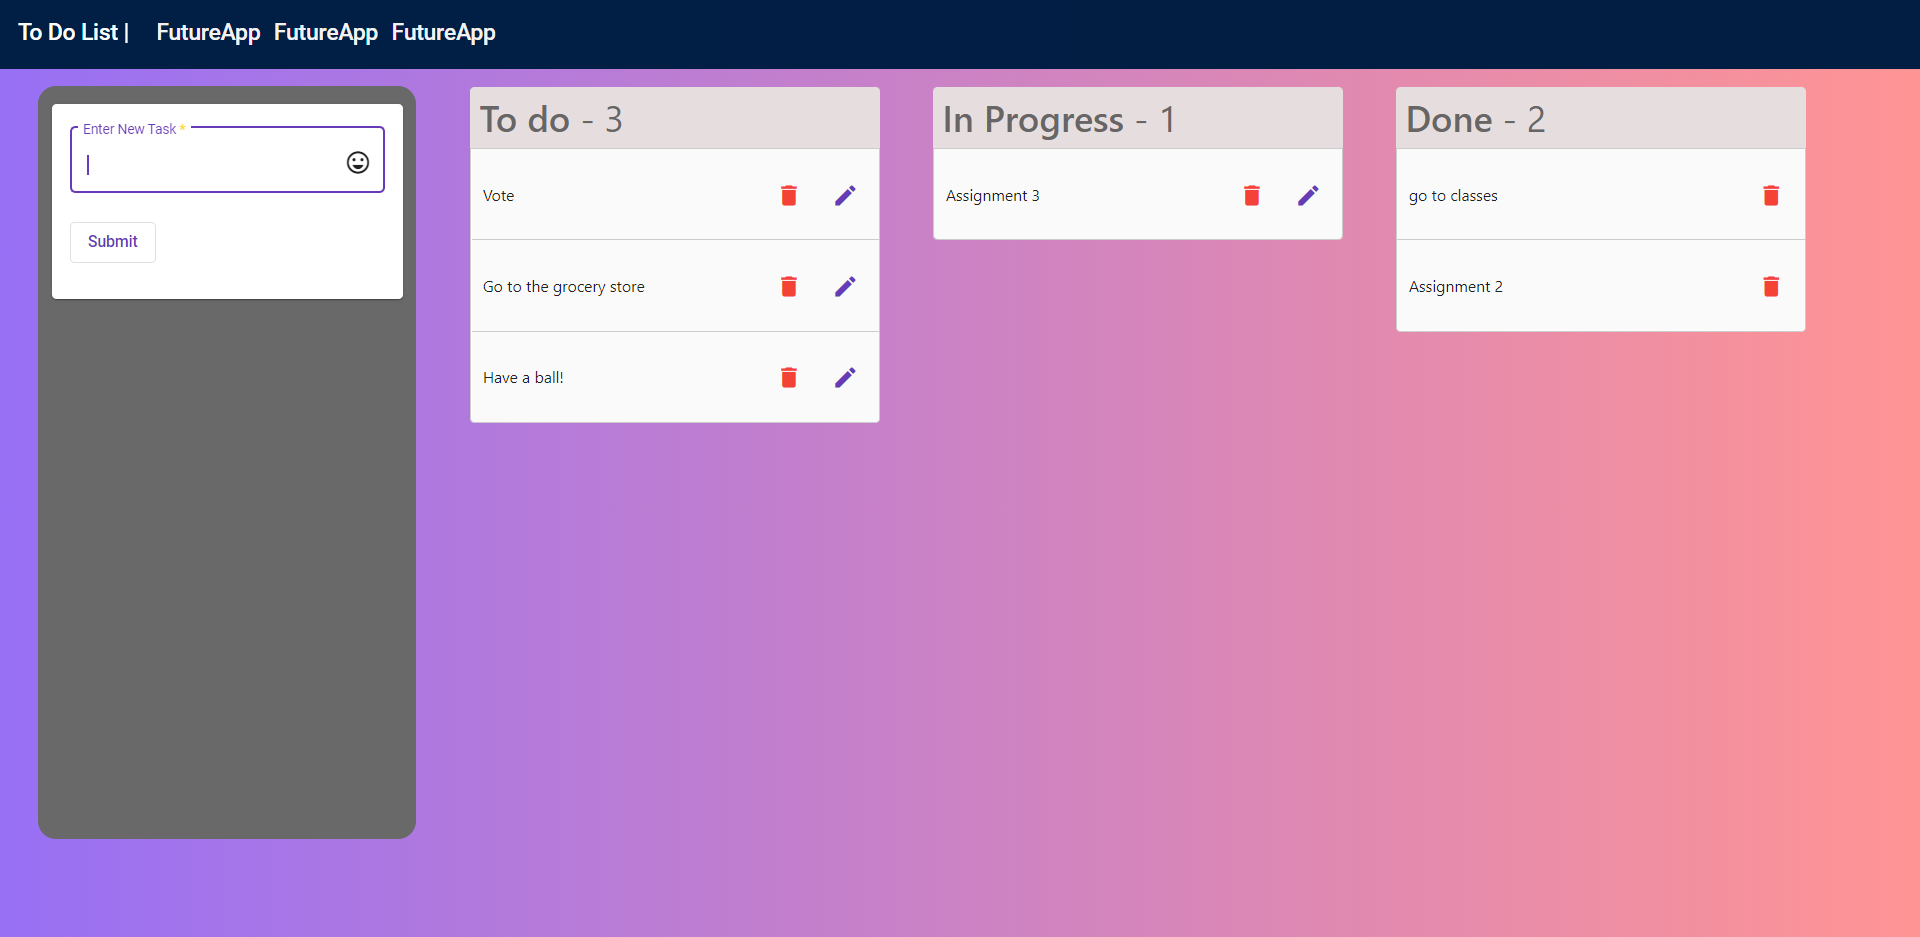 To Do List | FutureApp FutureApp FutureApp
Enter New Task *
Submit
To do - 3
Vote
Go to the grocery store
Have a ball!
In Progress - 1
Assignment 3
Done - 2
go to classes
Assignment 2